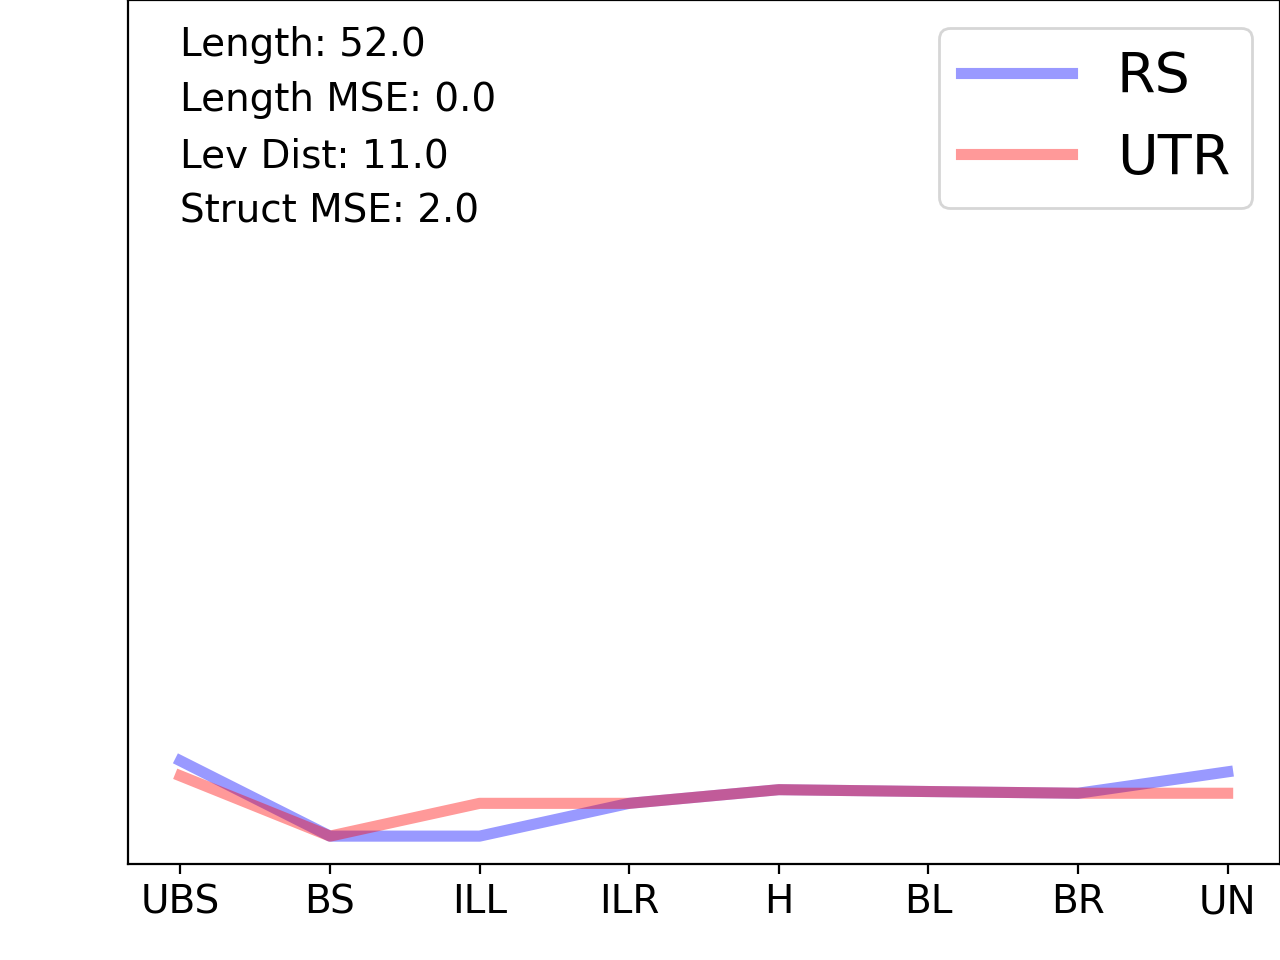 Length: 52.0
Length MSE: 0.0
Lev Dist: 11.0
Struct MSE: 2.0
RS
UTR
UBS BS ILL ILR H BL BR UN